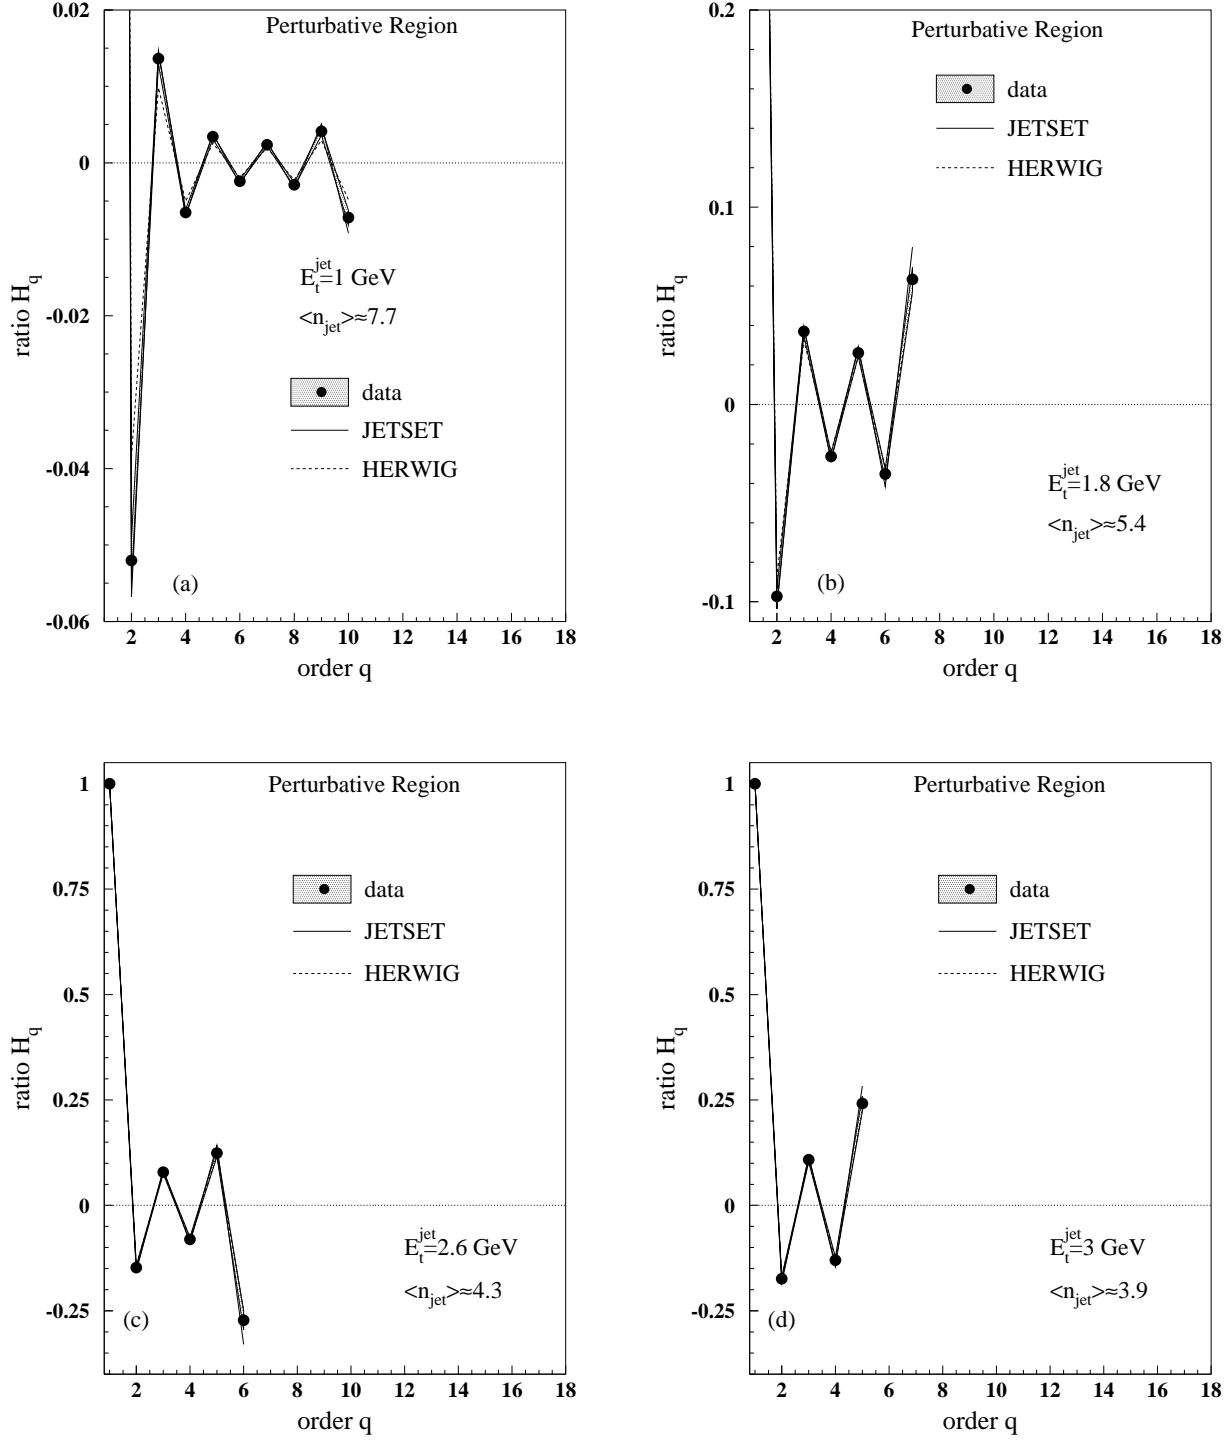 Perturbative Region
0.02
0
-0.02
-0.04
-0.06
ratio H_q
E_t^jet=1 GeV
<n_jet>≈7.7
data
JETSET
HERWIG
(a)
2 4 6 8 10 12 14 16 18
order q
Perturbative Region
0.2
0.1
0
-0.1
ratio H_q
data
JETSET
HERWIG
E_t^jet=1.8 GeV
<n_jet>≈5.4
(b)
2 4 6 8 10 12 14 16 18
order q
Perturbative Region
1
0.75
0.5
0.25
0
-0.25
ratio H_q
data
JETSET
HERWIG
E_t^jet=2.6 GeV
<n_jet>≈4.3
(c)
2 4 6 8 10 12 14 16 18
order q
Perturbative Region
1
0.75
0.5
0.25
0
-0.25
ratio H_q
data
JETSET
HERWIG
E_t^jet=3 GeV
<n_jet>≈3.9
(d)
2 4 6 8 10 12 14 16 18
order q